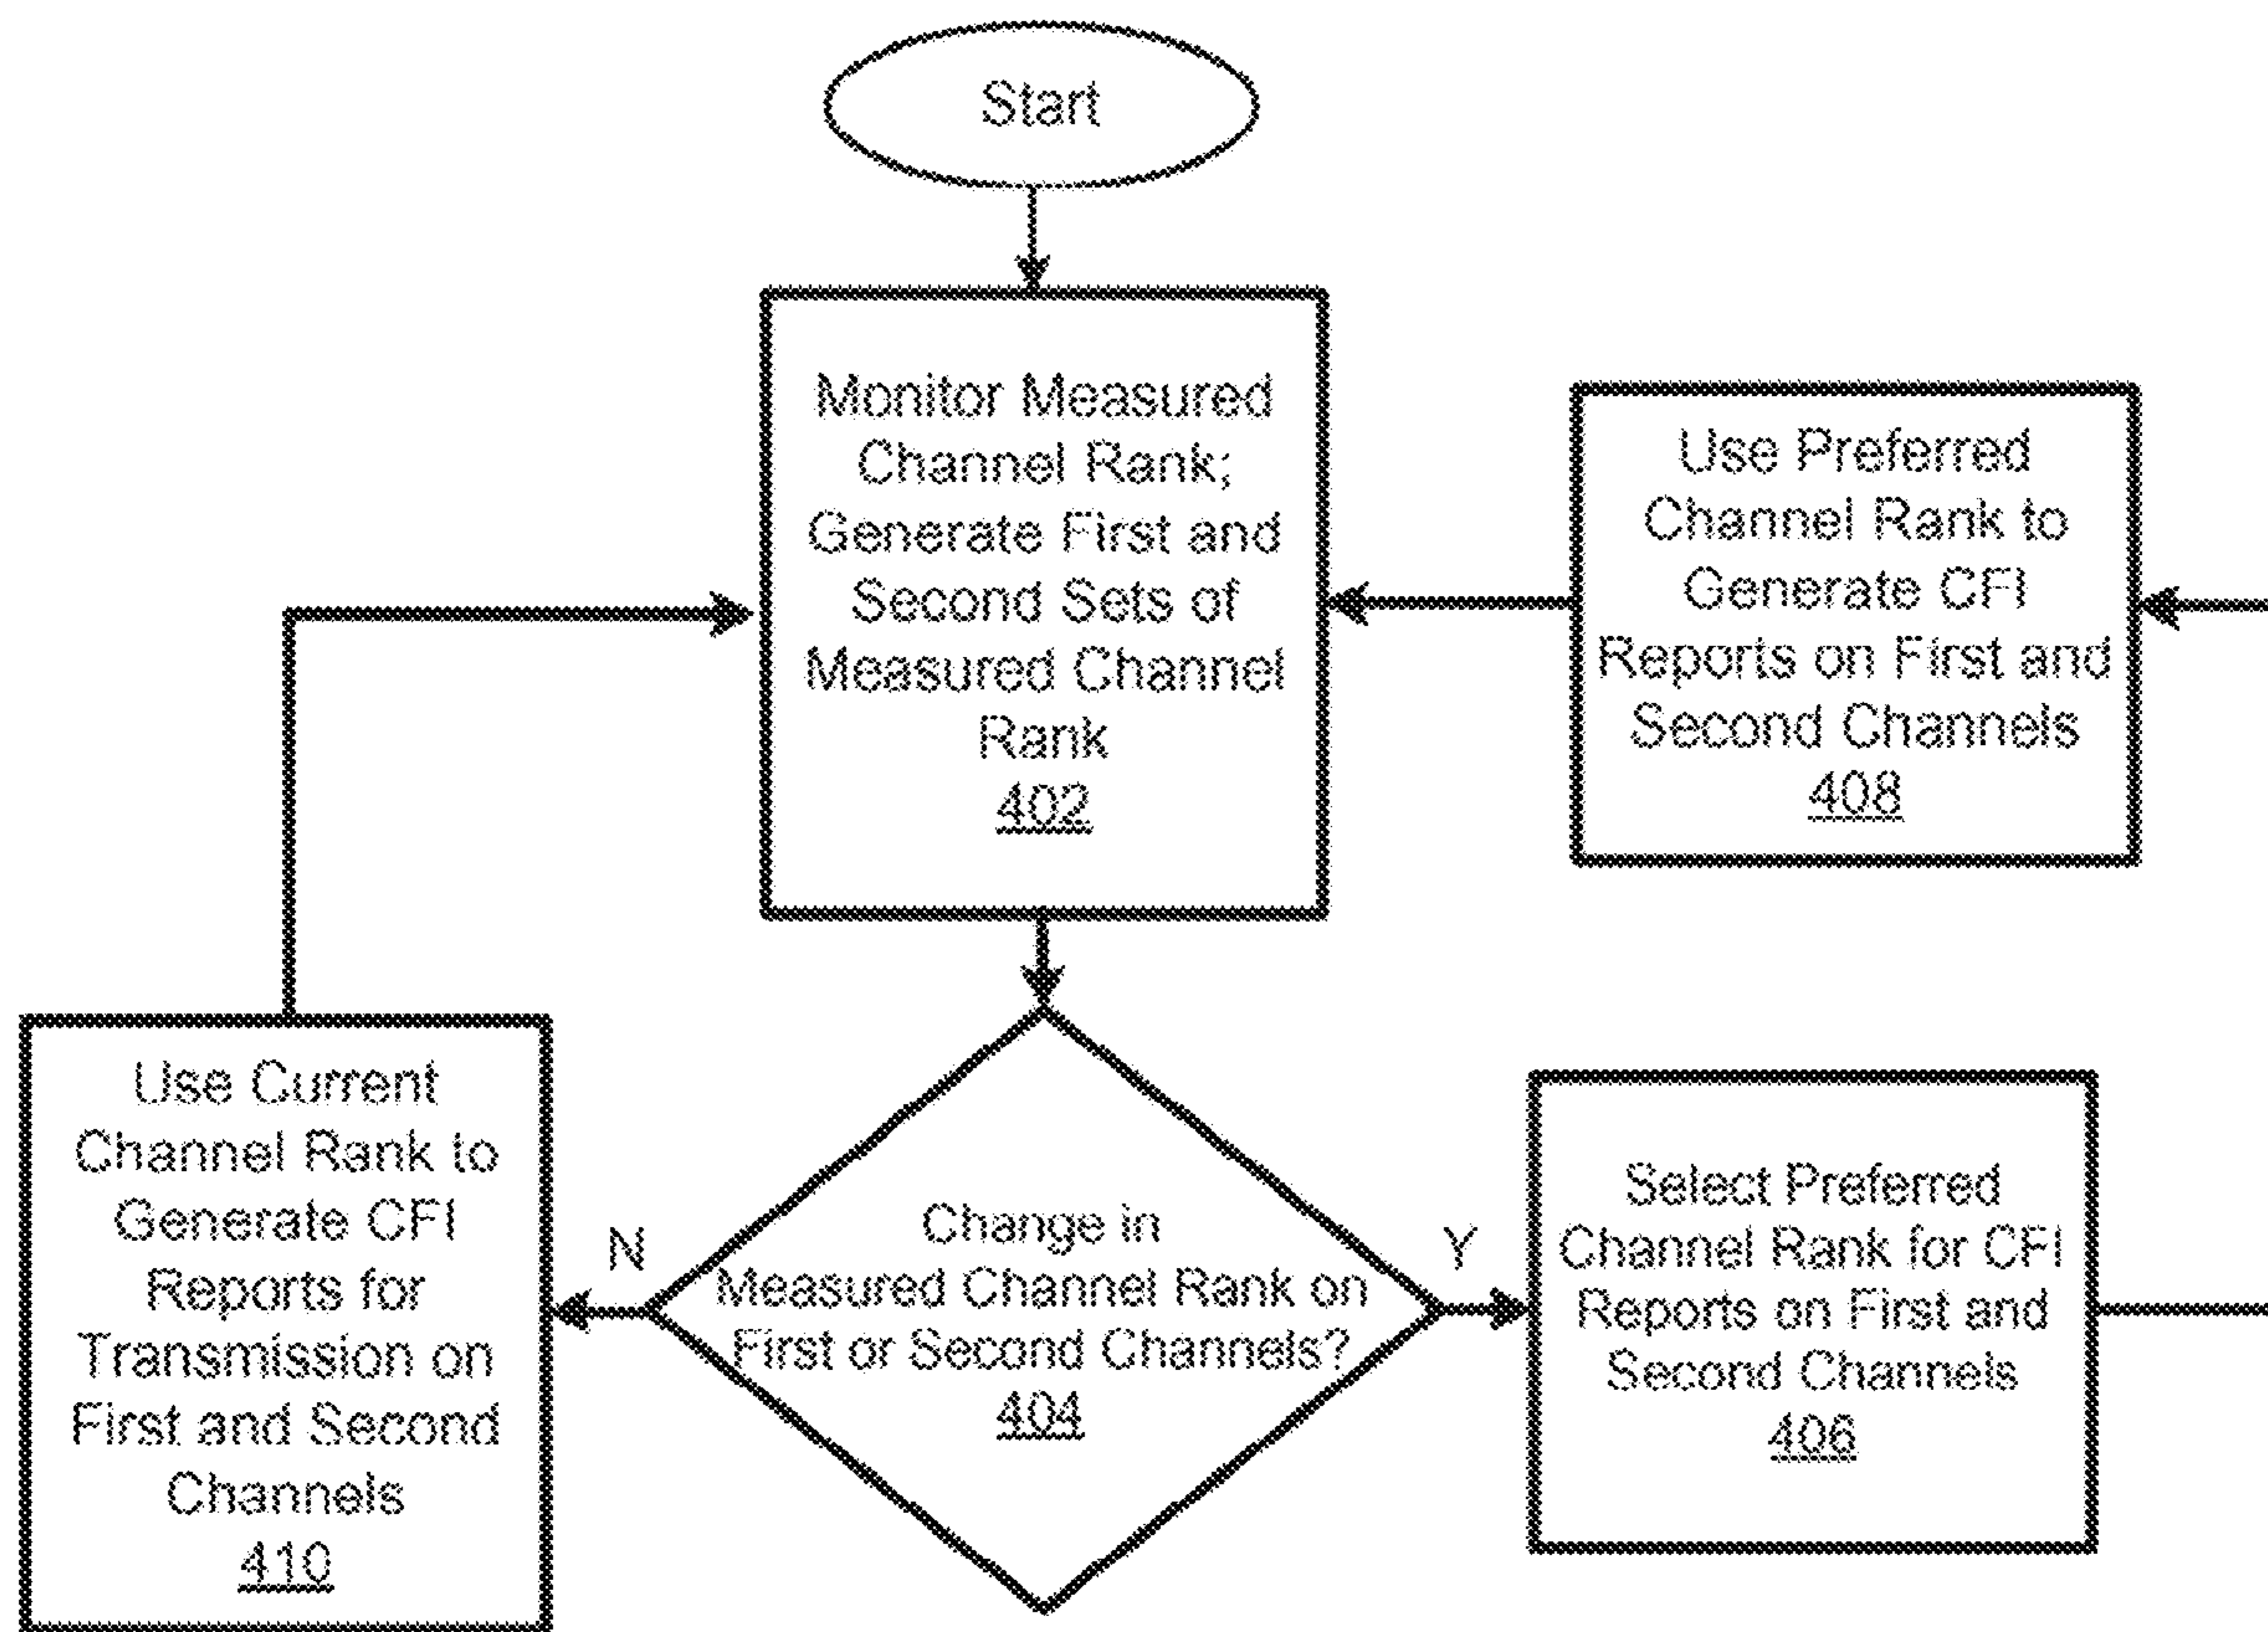 Start
Monitor Measured
Channel Rank;
Generate First and
Second Sets of
Measured Channel
Rank
402
Use Preferred
Channel Rank to
Generate CFI
Reports on First and
Second Channels
408
Use Current
Channel Rank to
Generate CFI
Reports for
Transmission on
First and Second
Channels
410
N
Change in
Measured Channel Rank on
First or Second Channels?
404
Y
Select Preferred
Channel Rank for CFI
Reports on First and
Second Channels
406